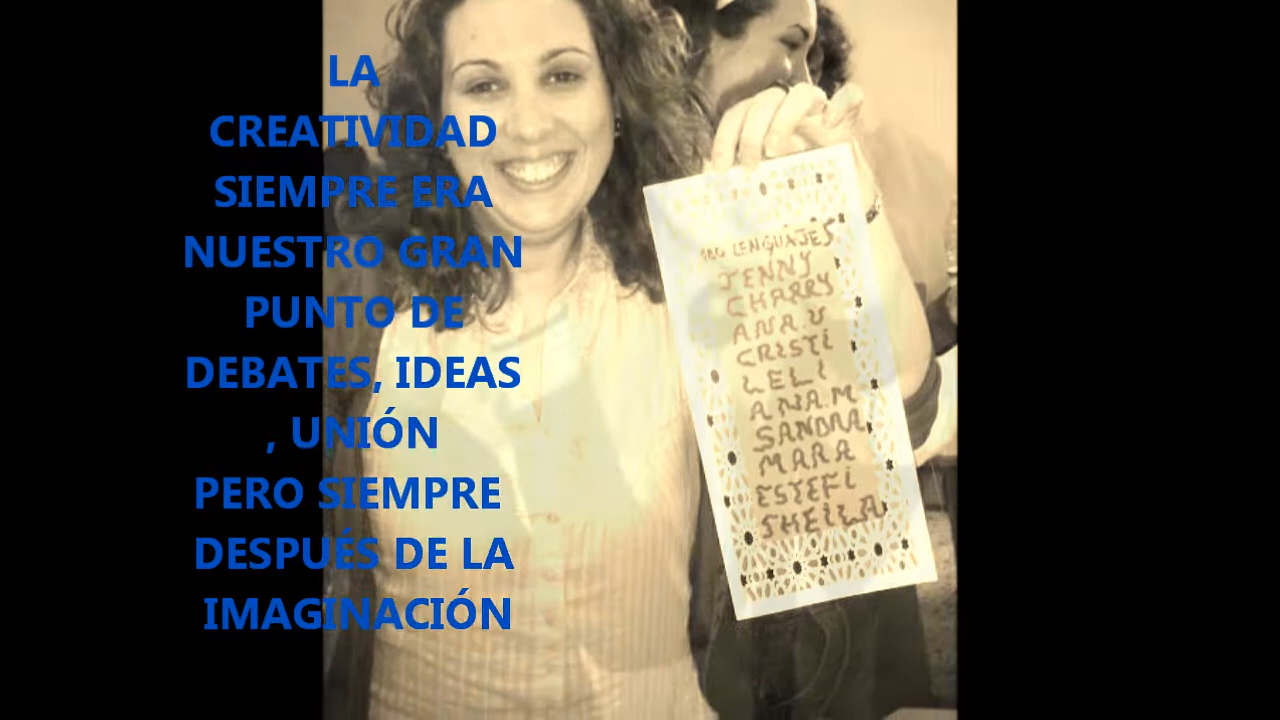 LA
CREATIVIDAD
SIEMPRE ERA
NUESTRO GRAN
PUNTO DE
DEBATES, IDEAS
, UNIÓN
PERO SIEMPRE
DESPUÉS DE LA
IMAGINACIÓN
LENGUAJES
JENNY
CHARRY
ANA.V
CRISTI
LELI
ANA.M
SANDRA
MARA
ESTEFI
SHEILA